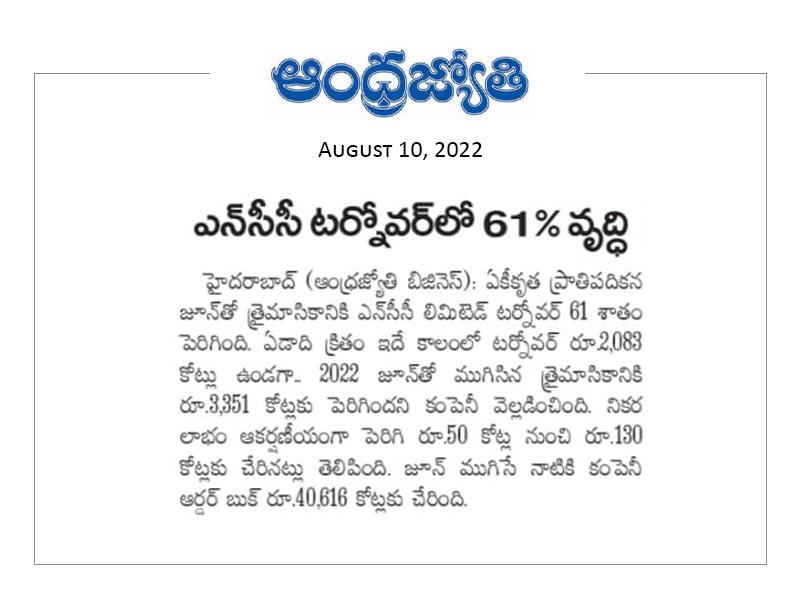 ఆంధ్రజ్యోతి
August 10, 2022
ఎన్‌సీసీ టర్నోవర్‌లో 61% వృద్ధి
హైదరాబాద్ (ఆంధ్రజ్యోతి బిజినెస్): ఏకీకృత ప్రాతిపదికన
జూన్‌తో త్రైమాసికానికి ఎన్‌సీసీ లిమిటెడ్ టర్నోవర్ 61 శాతం
పెరిగింది. ఏడాది క్రితం ఇదే కాలంలో టర్నోవర్ రూ.2,083
కోట్లు ఉండగా.. 2022 జూన్‌తో ముగిసిన త్రైమాసికానికి
రూ.3,351 కోట్లకు పెరిగిందని కంపెనీ వెల్లడించింది. నికర
లాభం ఆకర్షణీయంగా పెరిగి రూ.50 కోట్ల నుంచి రూ.130
కోట్లకు చేరినట్లు తెలిపింది. జూన్ ముగిసే నాటికి కంపెనీ
ఆర్డర్ బుక్ రూ.40,616 కోట్లకు చేరింది.